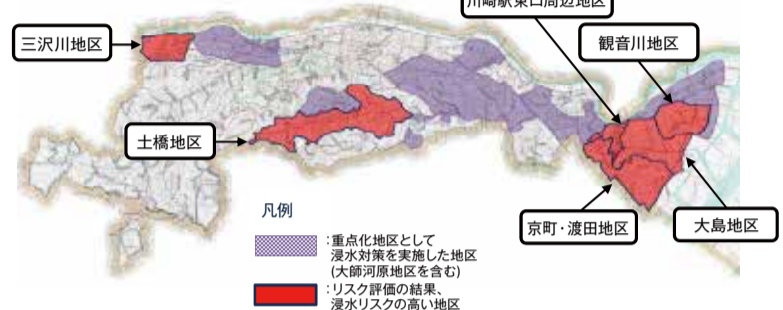 川崎駅東口周辺地区
三沢川地区
観音川地区
土橋地区
京町・渡田地区
大島地区
凡例
:重点化地区として
浸水対策を実施した地区
(大師河原地区を含む)
:リスク評価の結果、
浸水リスクの高い地区